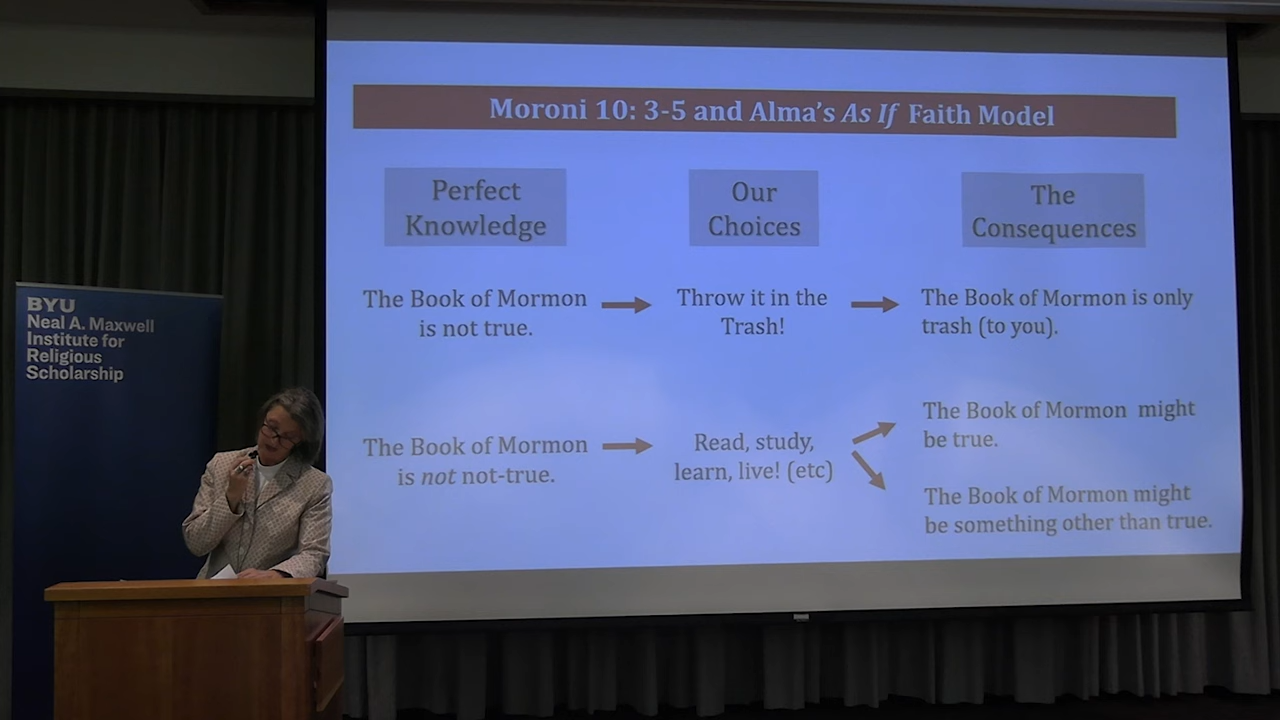 BYU
Neal A. Maxwell
Institute for
Religious
Scholarship
Moroni 10: 3-5 and Alma's As If Faith Model
Perfect
Knowledge
Our
Choices
The
Consequences
The Book of Mormon
is not true.
Throw it in the
Trash!
The Book of Mormon is only
trash (to you).
The Book of Mormon
is not not-true.
Read, study,
learn, live! (etc)
The Book of Mormon might
be true.
The Book of Mormon might
be something other than true.